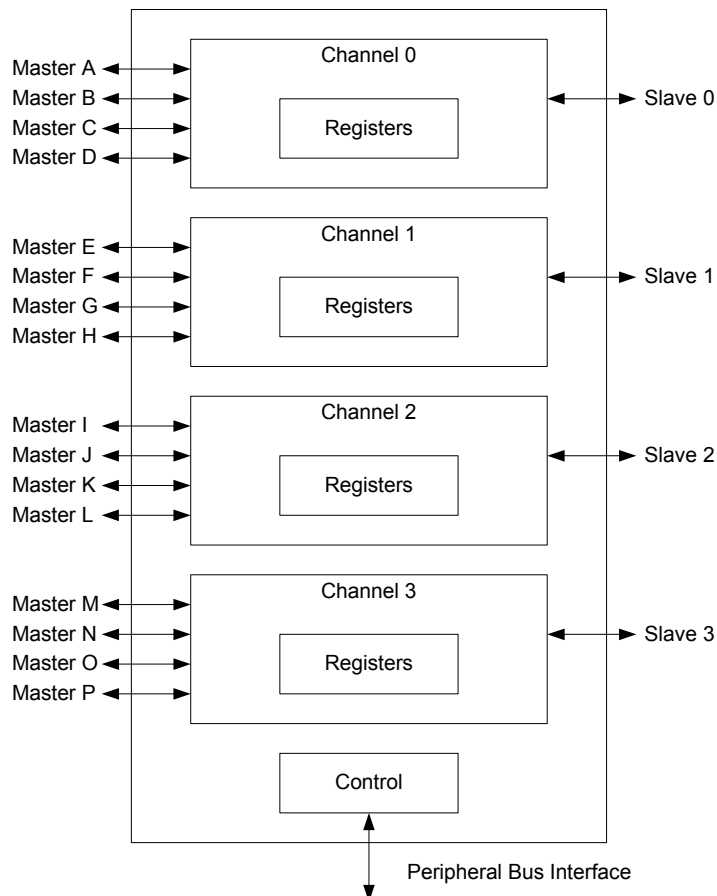 Channel 0
Master A
Master B
Master C
Master D
Registers
Slave 0
Channel 1
Master E
Master F
Master G
Master H
Registers
Slave 1
Channel 2
Master I
Master J
Master K
Master L
Registers
Slave 2
Channel 3
Master M
Master N
Master O
Master P
Registers
Slave 3
Control
Peripheral Bus Interface